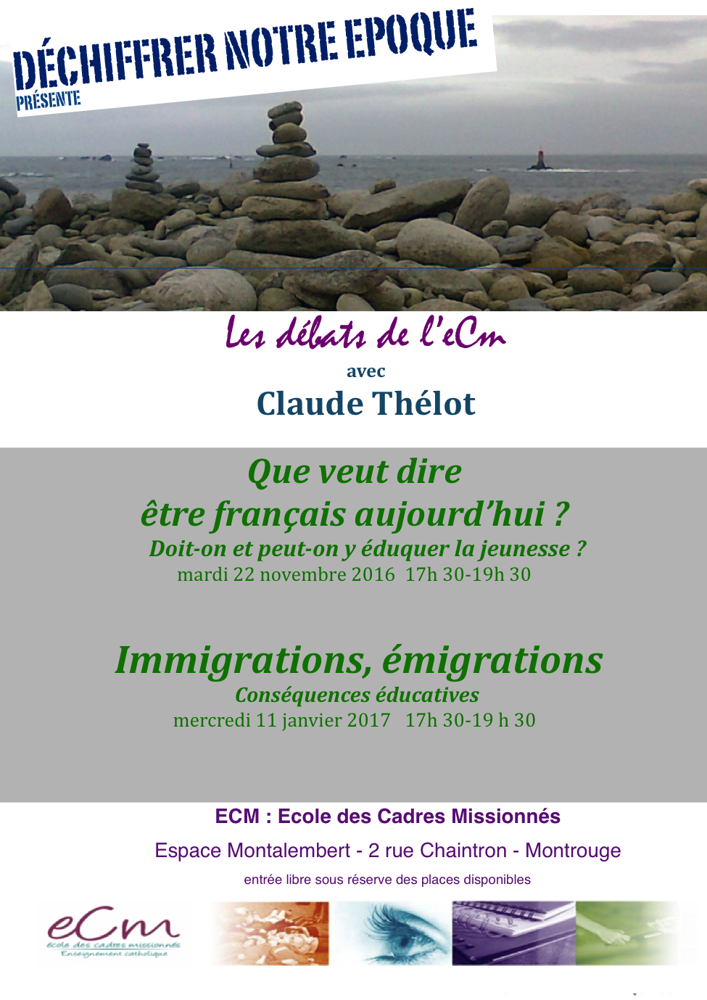 DÉCHIFFRER NOTRE EPOQUE
PRÉSENTE
Les débats de l'eCm
avec
Claude Thélot
Que veut dire
être français aujourd'hui ?
Doit-on et peut-on y éduquer la jeunesse ?
mardi 22 novembre 2016 17h 30-19h 30
Immigrations, émigrations
Conséquences éducatives
mercredi 11 janvier 2017 17h 30-19 h 30
ECM : Ecole des Cadres Missionnés
Espace Montalembert - 2 rue Chaintron - Montrouge
entrée libre sous réserve des places disponibles
eCm
école des cadres missionnés
Enseignement catholique